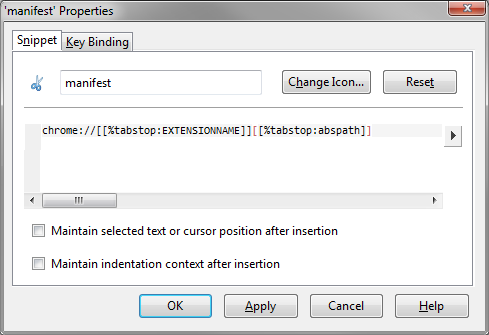 'manifest' Properties
Snippet
Key Binding
manifest
Change Icon...
Reset
chrome://[[%tabstop:EXTENSIONNAME]][[%tabstop:abspath]]
Maintain selected text or cursor position after insertion
Maintain indentation context after insertion
OK
Apply
Cancel
Help